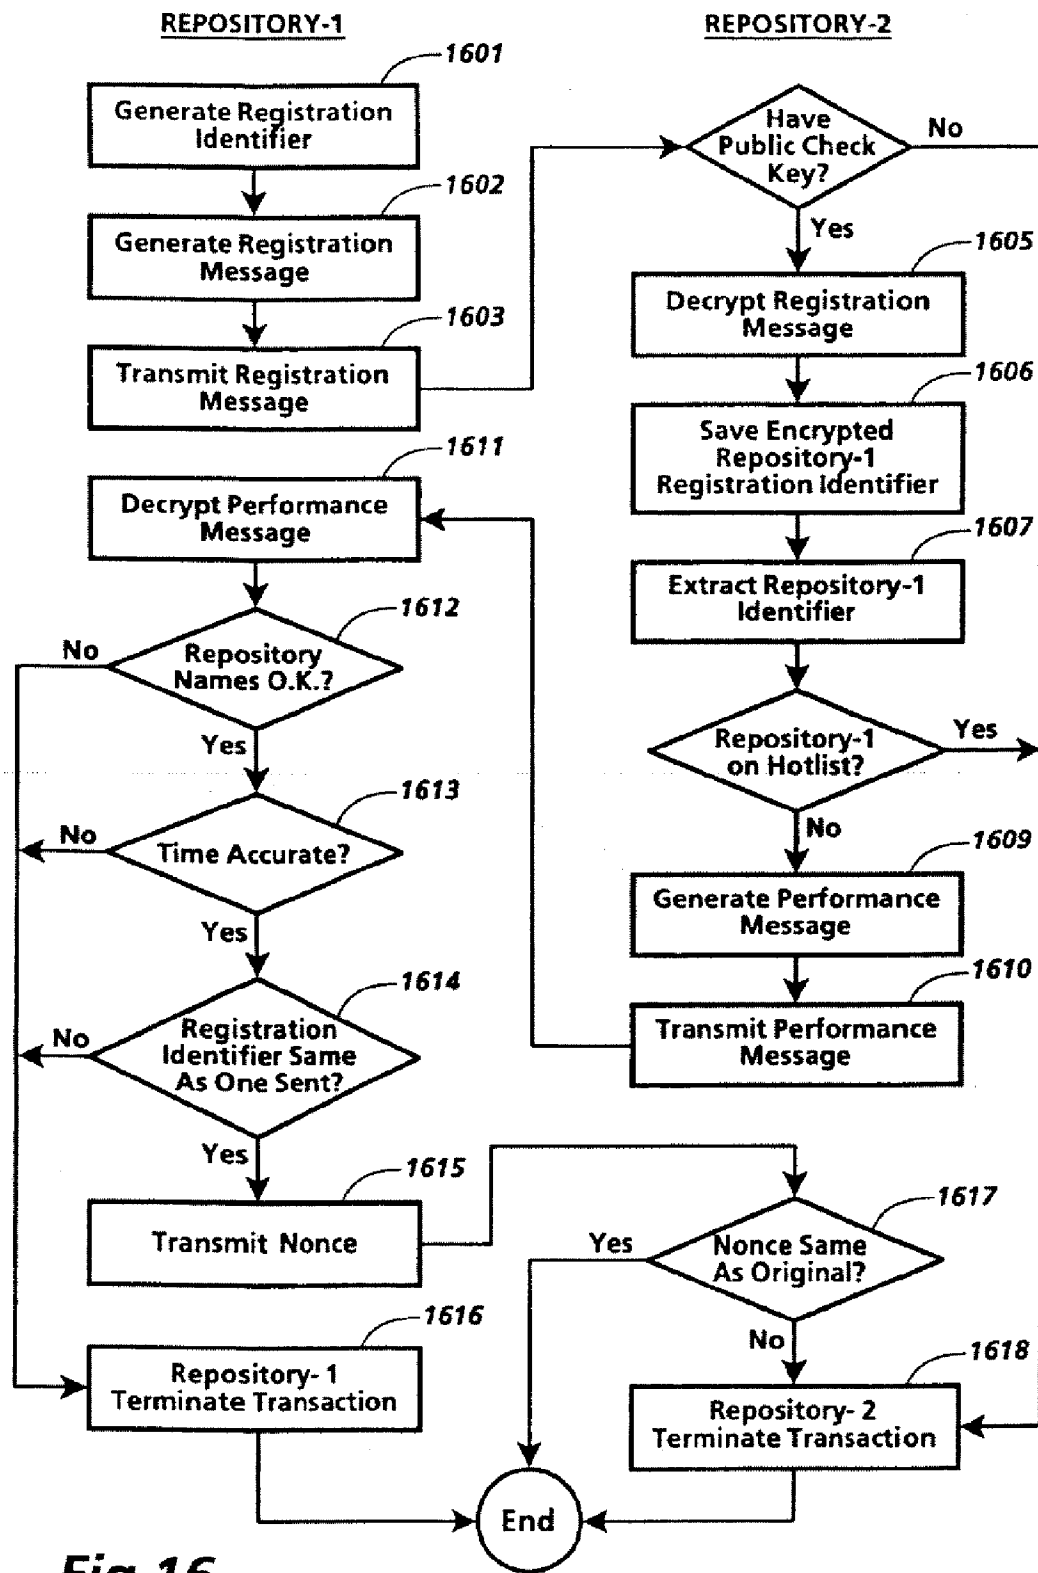 REPOSITORY-1
1601
Generate Registration
Identifier
1602
Generate Registration
Message
1603
Transmit Registration
Message
1611
Decrypt Performance
Message
1612
Repository
Names O.K.?
No
Yes
1613
Time Accurate?
No
Yes
1614
Registration
Identifier Same
As One Sent?
No
Yes
1615
Transmit Nonce
1616
Repository- 1
Terminate Transaction
REPOSITORY-2
Have
Public Check
Key?
No
Yes
1605
Decrypt Registration
Message
1606
Save Encrypted
Repository-1
Registration Identifier
1607
Extract Repository-1
Identifier
Repository-1
on Hotlist?
Yes
No
1609
Generate Performance
Message
1610
Transmit Performance
Message
1617
Nonce Same
As Original?
Yes
No
1618
Repository- 2
Terminate Transaction
End
Fig.16